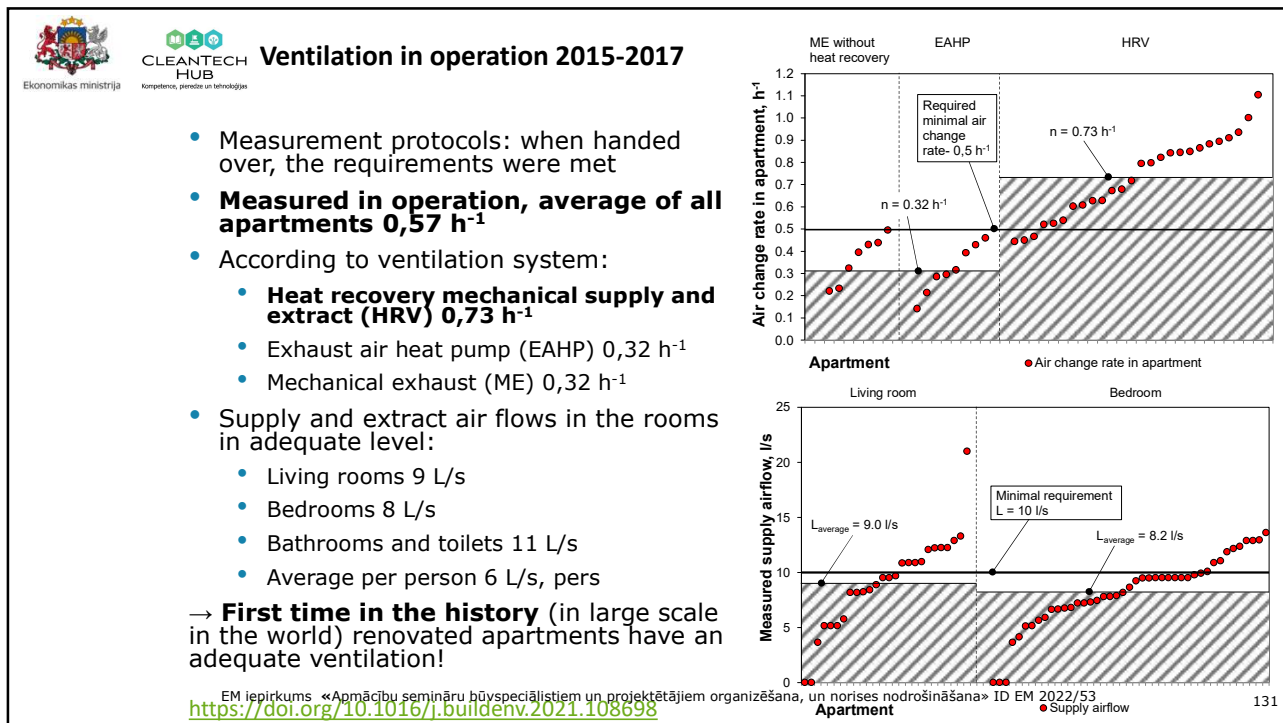 Ekonomikas ministrija
CLEANTECH
HUB
Kompetence, pieredze un tehnoloģijas
Ventilation in operation 2015-2017
• Measurement protocols: when handed
over, the requirements were met
• Measured in operation, average of all
apartments 0,57 h-1
• According to ventilation system:
• Heat recovery mechanical supply and
extract (HRV) 0,73 h-1
• Exhaust air heat pump (EAHP) 0,32 h-1
• Mechanical exhaust (ME) 0,32 h-1
• Supply and extract air flows in the rooms
in adequate level:
• Living rooms 9 L/s
• Bedrooms 8 L/s
• Bathrooms and toilets 11 L/s
• Average per person 6 L/s, pers
→ First time in the history (in large scale
in the world) renovated apartments have an
adequate ventilation!
ME without
heat recovery
EAHP
HRV
Air change rate in apartment, h-1
1.2
1.1
1.0
0.9
0.8
0.7
0.6
0.5
0.4
0.3
0.2
0.1
0.0
Required
minimal air
change
rate- 0,5 h-1
n = 0.73 h-1
n = 0.32 h-1
Apartment
Air change rate in apartment
Living room
Bedroom
Measured supply airflow, l/s
25
20
15
10
5
0
Minimal requirement
L = 10 l/s
Laverage = 9.0 l/s
Laverage = 8.2 l/s
Apartment
Supply airflow
EM iepirkums «Apmācību semināru būvspeciālistiem un projektētājiem organizēšana, un norises nodrošināšana» ID EM 2022/53
https://doi.org/10.1016/j.buildenv.2021.108698
131